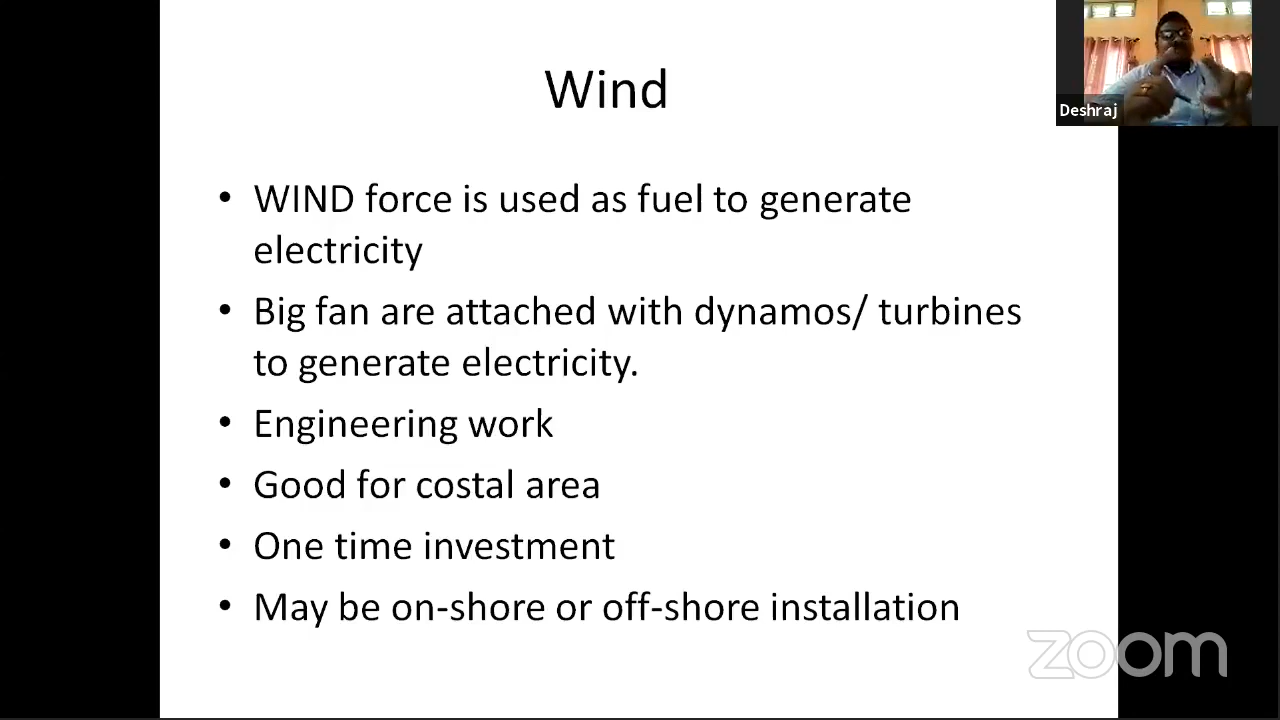 Wind
Deshraj
• WIND force is used as fuel to generate
electricity
• Big fan are attached with dynamos/ turbines
to generate electricity.
• Engineering work
• Good for costal area
• One time investment
• May be on-shore or off-shore installation
zoom